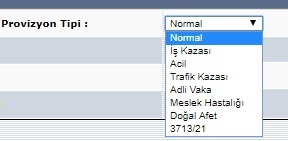 Provizyon Tipi : Normal
Normal
İş Kazası
Acil
Trafik Kazası
Adli Vaka
Meslek Hastalığı
Doğal Afet
3713/21